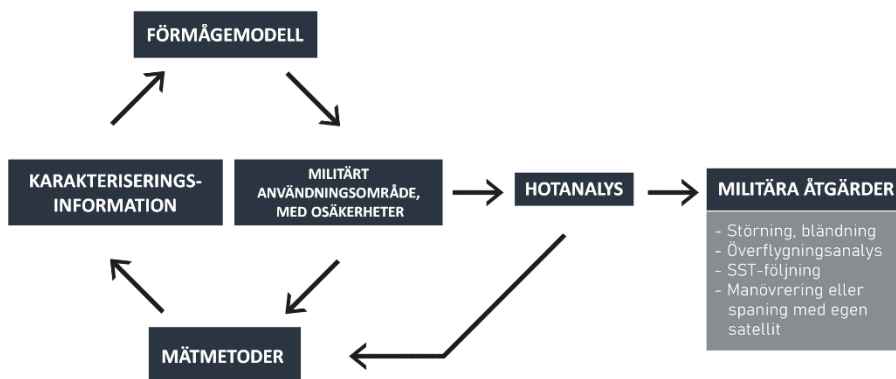 FÖRMÅGEMODELL
KARAKTERISERINGS-
INFORMATION
MILITÄRT
ANVÄNDNINGSOMRÅDE,
MED OSÄKERHETER
HOTANALYS
MILITÄRA ÅTGÄRDER
- Störning, bländning
- Överflygningsanalys
- SST-följning
- Manövrering eller
spaning med egen
satellit
MÄTMETODER